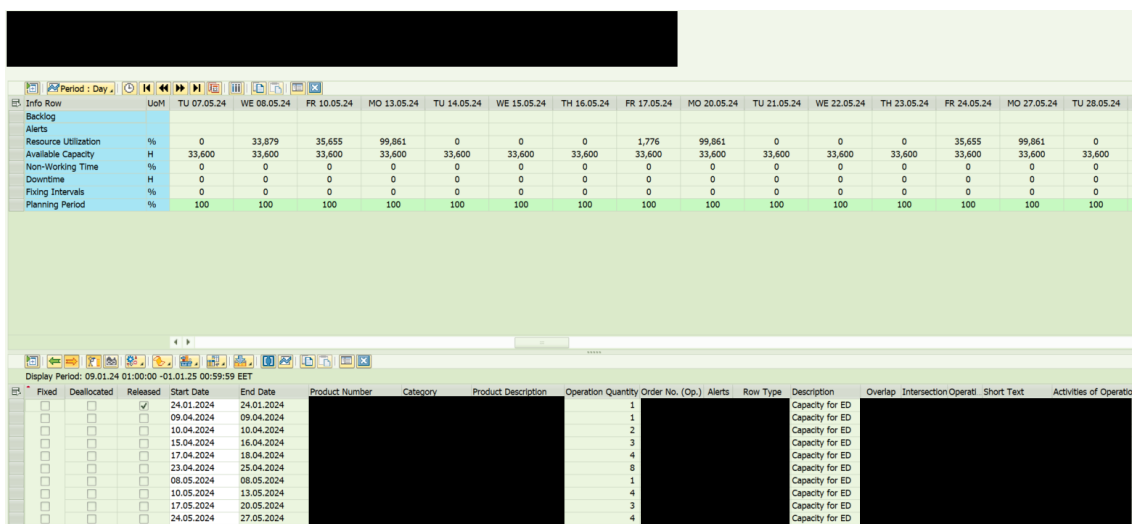 Period : Day
Info Row UoM TU 07.05.24 WE 08.05.24 FR 10.05.24 MO 13.05.24 TU 14.05.24 WE 15.05.24 TH 16.05.24 FR 17.05.24 MO 20.05.24 TU 21.05.24 WE 22.05.24 TH 23.05.24 FR 24.05.24 MO 27.05.24 TU 28.05.24
Backlog
Alerts
Resource Utilization % 0 33,879 35,655 99,861 0 0 0 1,776 99,861 0 0 0 35,655 99,861 0
Available Capacity H 33,600 33,600 33,600 33,600 33,600 33,600 33,600 33,600 33,600 33,600 33,600 33,600 33,600 33,600 33,600
Non-Working Time % 0 0 0 0 0 0 0 0 0 0 0 0 0 0 0
Downtime H 0 0 0 0 0 0 0 0 0 0 0 0 0 0 0
Fixing Intervals % 0 0 0 0 0 0 0 0 0 0 0 0 0 0 0
Planning Period % 100 100 100 100 100 100 100 100 100 100 100 100 100 100 100
Display Period: 09.01.24 01:00:00 -01.01.25 00:59:59 EET
Fixed Deallocated Released Start Date End Date Product Number Category Product Description Operation Quantity Order No. (Op.) Alerts Row Type Description Overlap Intersection Operati Short Text Activities of Operatio
24.01.2024 24.01.2024 1 Capacity for ED
09.04.2024 09.04.2024 1 Capacity for ED
10.04.2024 10.04.2024 2 Capacity for ED
15.04.2024 16.04.2024 3 Capacity for ED
17.04.2024 18.04.2024 4 Capacity for ED
23.04.2024 25.04.2024 8 Capacity for ED
08.05.2024 08.05.2024 1 Capacity for ED
10.05.2024 13.05.2024 4 Capacity for ED
17.05.2024 20.05.2024 3 Capacity for ED
24.05.2024 27.05.2024 4 Capacity for ED